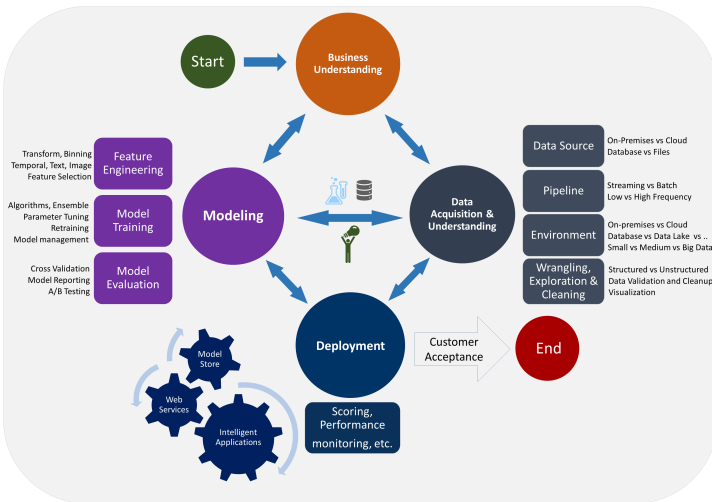 Start
Business
Understanding
Transform, Binning
Temporal, Text, Image
Feature Selection
Feature
Engineering
Algorithms, Ensemble
Parameter Tuning
Retraining
Model management
Model
Training
Cross Validation
Model Reporting
A/B Testing
Model
Evaluation
Modeling
Data
Acquisition &
Understanding
Data Source
On-Premises vs Cloud
Database vs Files
Pipeline
Streaming vs Batch
Low vs High Frequency
Environment
On-premises vs Cloud
Database vs Data Lake vs ..
Small vs Medium vs Big Data
Wrangling,
Exploration &
Cleaning
Structured vs Unstructured
Data Validation and Cleanup
Visualization
Deployment
Customer
Acceptance
End
Scoring,
Performance
monitoring, etc.
Model
Store
Web
Services
Intelligent
Applications